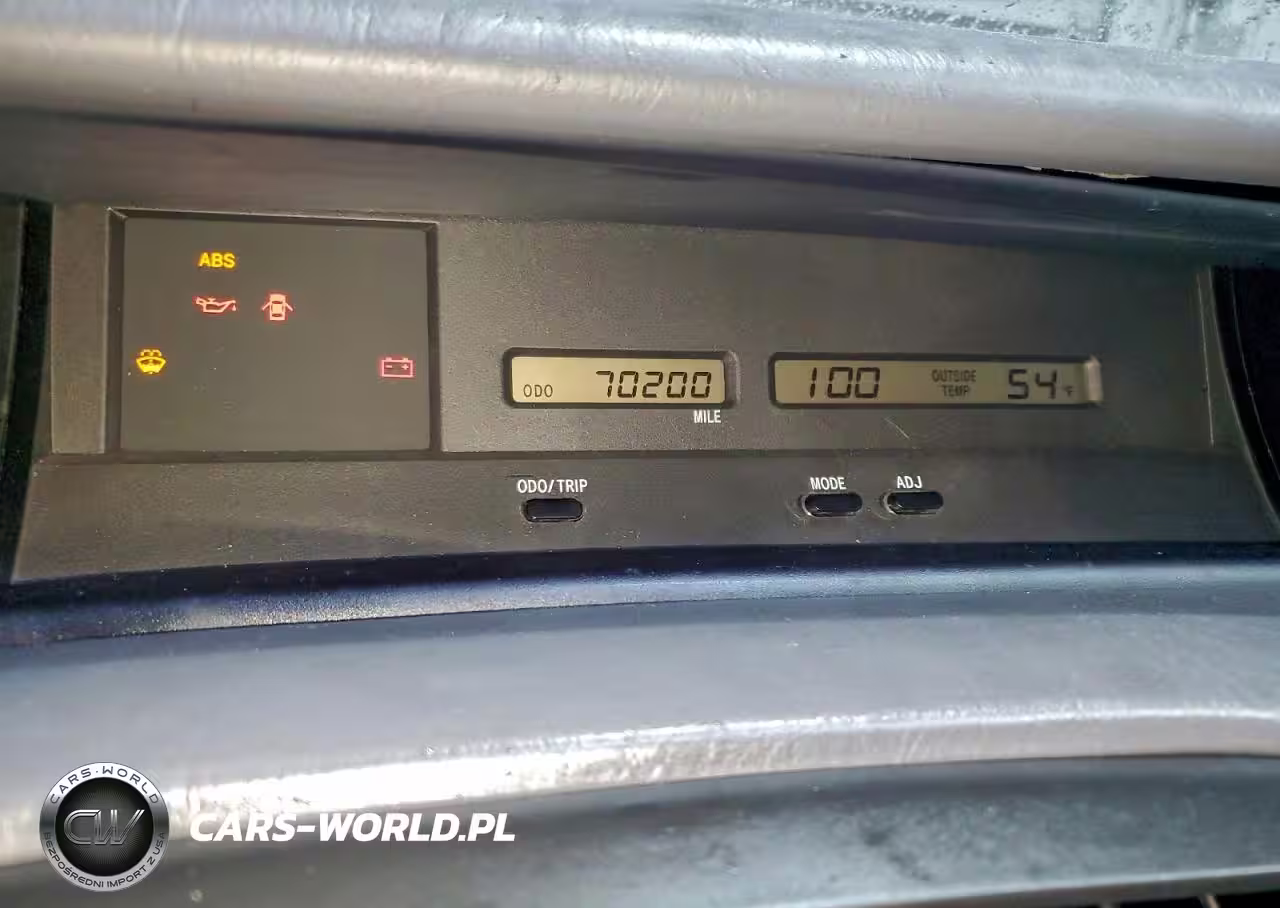 ABS
ODO 70200
MILE
100 OUTSIDE TEMP 54 °F
ODO/TRIP
MODE ADJ
CARS-WORLD
CW
BEZPOŚREDNI IMPORT Z USA
CARS-WORLD.PL